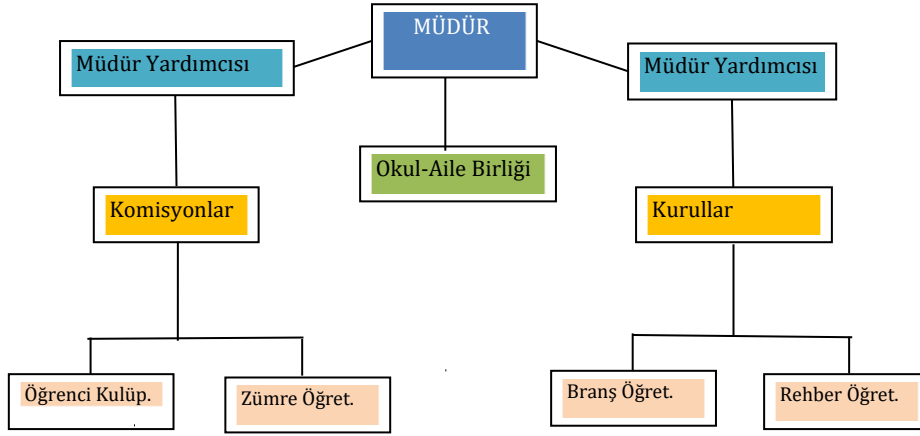 MÜDÜR
Müdür Yardımcısı
Müdür Yardımcısı
Okul-Aile Birliği
Komisyonlar
Kurullar
Öğrenci Kulüp.
Zümre Öğret.
Branş Öğret.
Rehber Öğret.